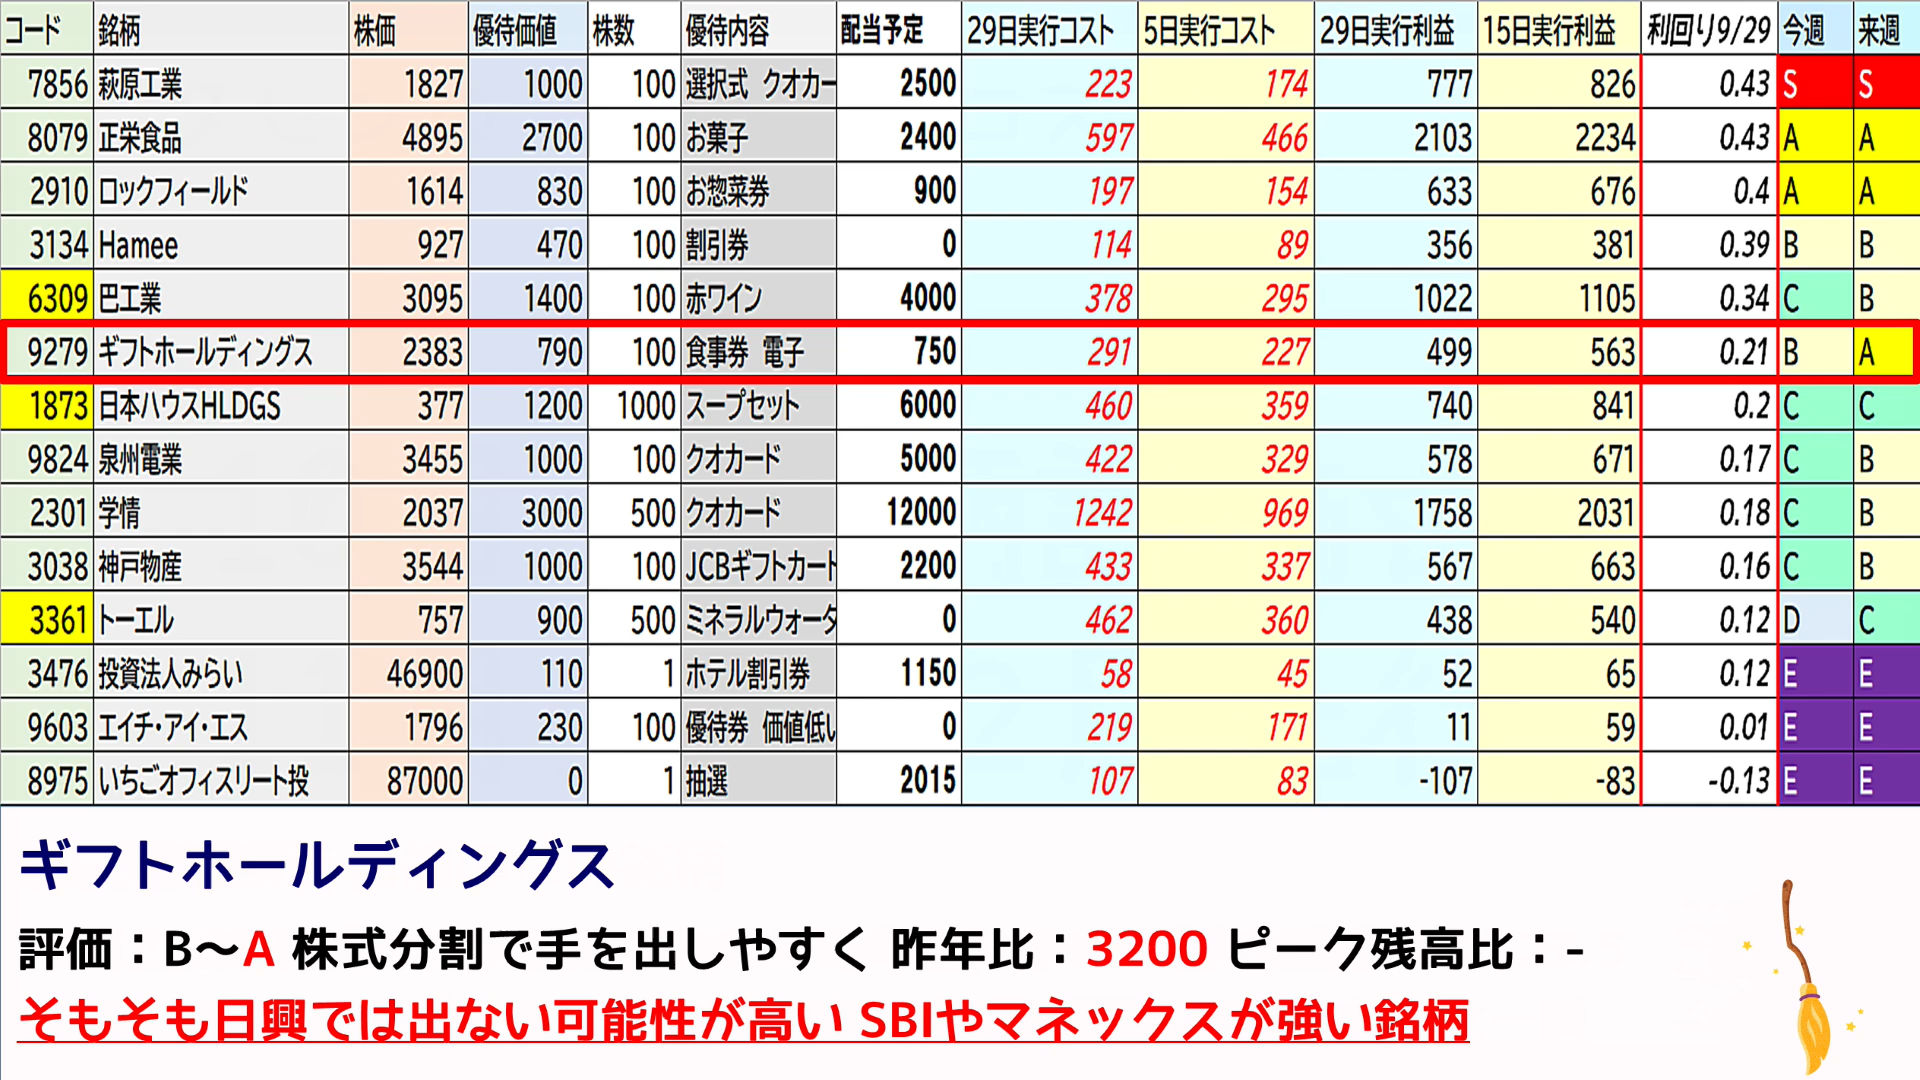 コード 銘柄 株価 優待価値 株数 優待内容 配当予定 29日実行コスト 5日実行コスト 29日実行利益 15日実行利益 利回り9/29 今週 来週
7856 萩原工業 1827 1000 100 選択式 クオカー 2500 223 174 777 826 0.43 S S
8079 正栄食品 4895 2700 100 お菓子 2400 597 466 2103 2234 0.43 A A
2910 ロックフィールド 1614 830 100 お惣菜券 900 197 154 633 676 0.4 A A
3134 Hamee 927 470 100 割引券 0 114 89 356 381 0.39 B B
6309 巴工業 3095 1400 100 赤ワイン 4000 378 295 1022 1105 0.34 C B
9279 ギフトホールディングス 2383 790 100 食事券 電子 750 291 227 499 563 0.21 B A
1873 日本ハウスHLDGS 377 1200 1000 スープセット 6000 460 359 740 841 0.2 C C
9824 泉州電業 3455 1000 100 クオカード 5000 422 329 578 671 0.17 C B
2301 学情 2037 3000 500 クオカード 12000 1242 969 1758 2031 0.18 C B
3038 神戸物産 3544 1000 100 JCBギフトカート 2200 433 337 567 663 0.16 C B
3361 トーエル 757 900 500 ミネラルウォータ 0 462 360 438 540 0.12 D C
3476 投資法人みらい 46900 110 1 ホテル割引券 1150 58 45 52 65 0.12 E E
9603 エイチ・アイ・エス 1796 230 100 優待券 価値低い 0 219 171 11 59 0.01 E E
8975 いちごオフィスリート投 87000 0 1 抽選 2015 107 83 -107 -83 -0.13 E E
ギフトホールディングス
評価：B～A 株式分割で手を出しやすく 昨年比：3200 ピーク残高比：-
そもそも日興では出ない可能性が高い SBIやマネックスが強い銘柄